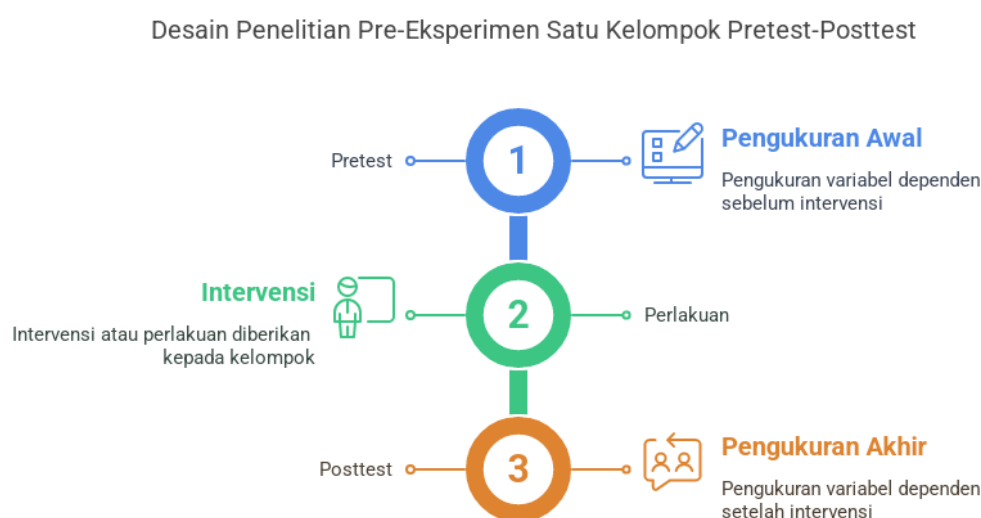 Desain Penelitian Pre-Eksperimen Satu Kelompok Pretest-Posttest
Pretest
1
Pengukuran Awal
Pengukuran variabel dependen
sebelum intervensi
Intervensi
Intervensi atau perlakuan diberikan
kepada kelompok
2
Perlakuan
Posttest
3
Pengukuran Akhir
Pengukuran variabel dependen
setelah intervensi